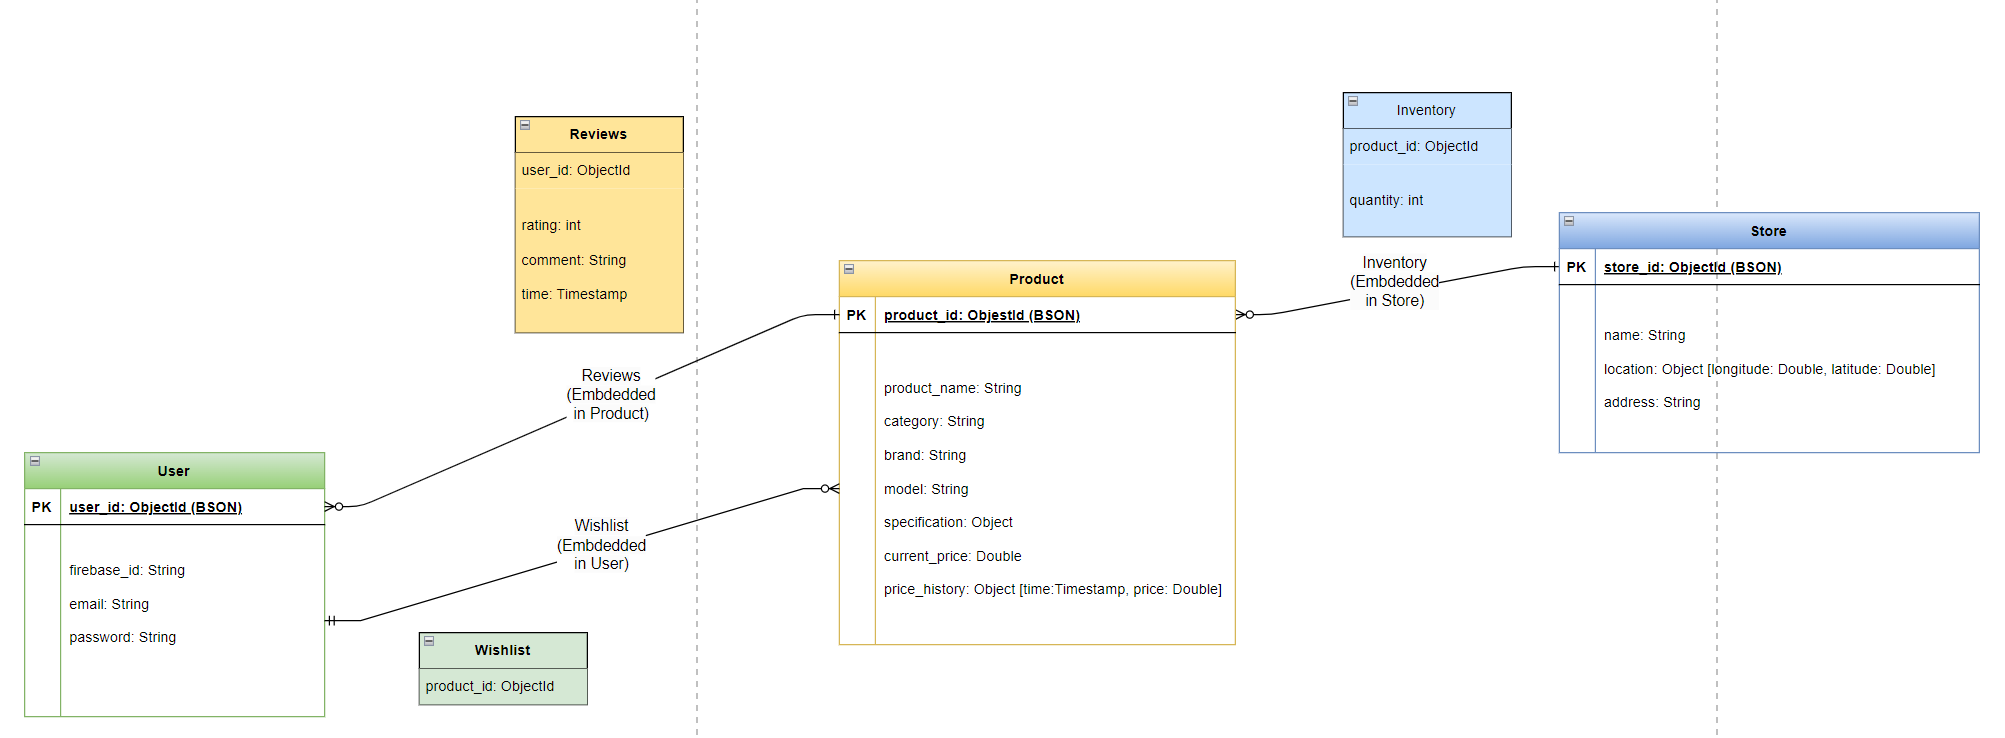 Reviews
user_id: ObjectId
rating: int
comment: String
time: Timestamp
Inventory
product_id: ObjectId
quantity: int
Store
PK
store_id: ObjectId (BSON)
name: String
location: Object [longitude: Double, latitude: Double]
address: String
Inventory
(Embdedded
in Store)
Product
PK
product_id: ObjestId (BSON)
product_name: String
category: String
brand: String
model: String
specification: Object
current_price: Double
price_history: Object [time:Timestamp, price: Double]
Reviews
(Embdedded
in Product)
User
PK
user_id: ObjectId (BSON)
firebase_id: String
email: String
password: String
Wishlist
(Embdedded
in User)
Wishlist
product_id: ObjectId